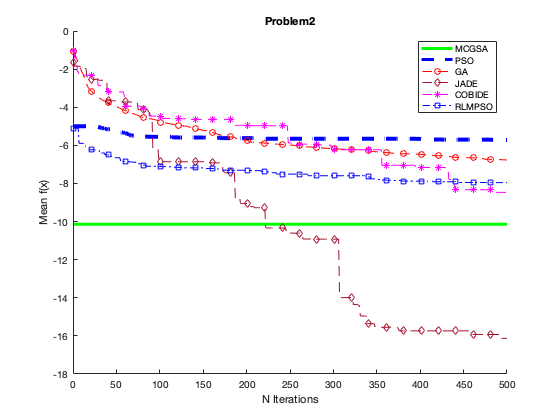 Problem2
MCGSA
PSO
GA
JADE
COBIDE
RLMPSO
Mean f(x)
0
-2
-4
-6
-8
-10
-12
-14
-16
-18
0 50 100 150 200 250 300 350 400 450 500
N Iterations